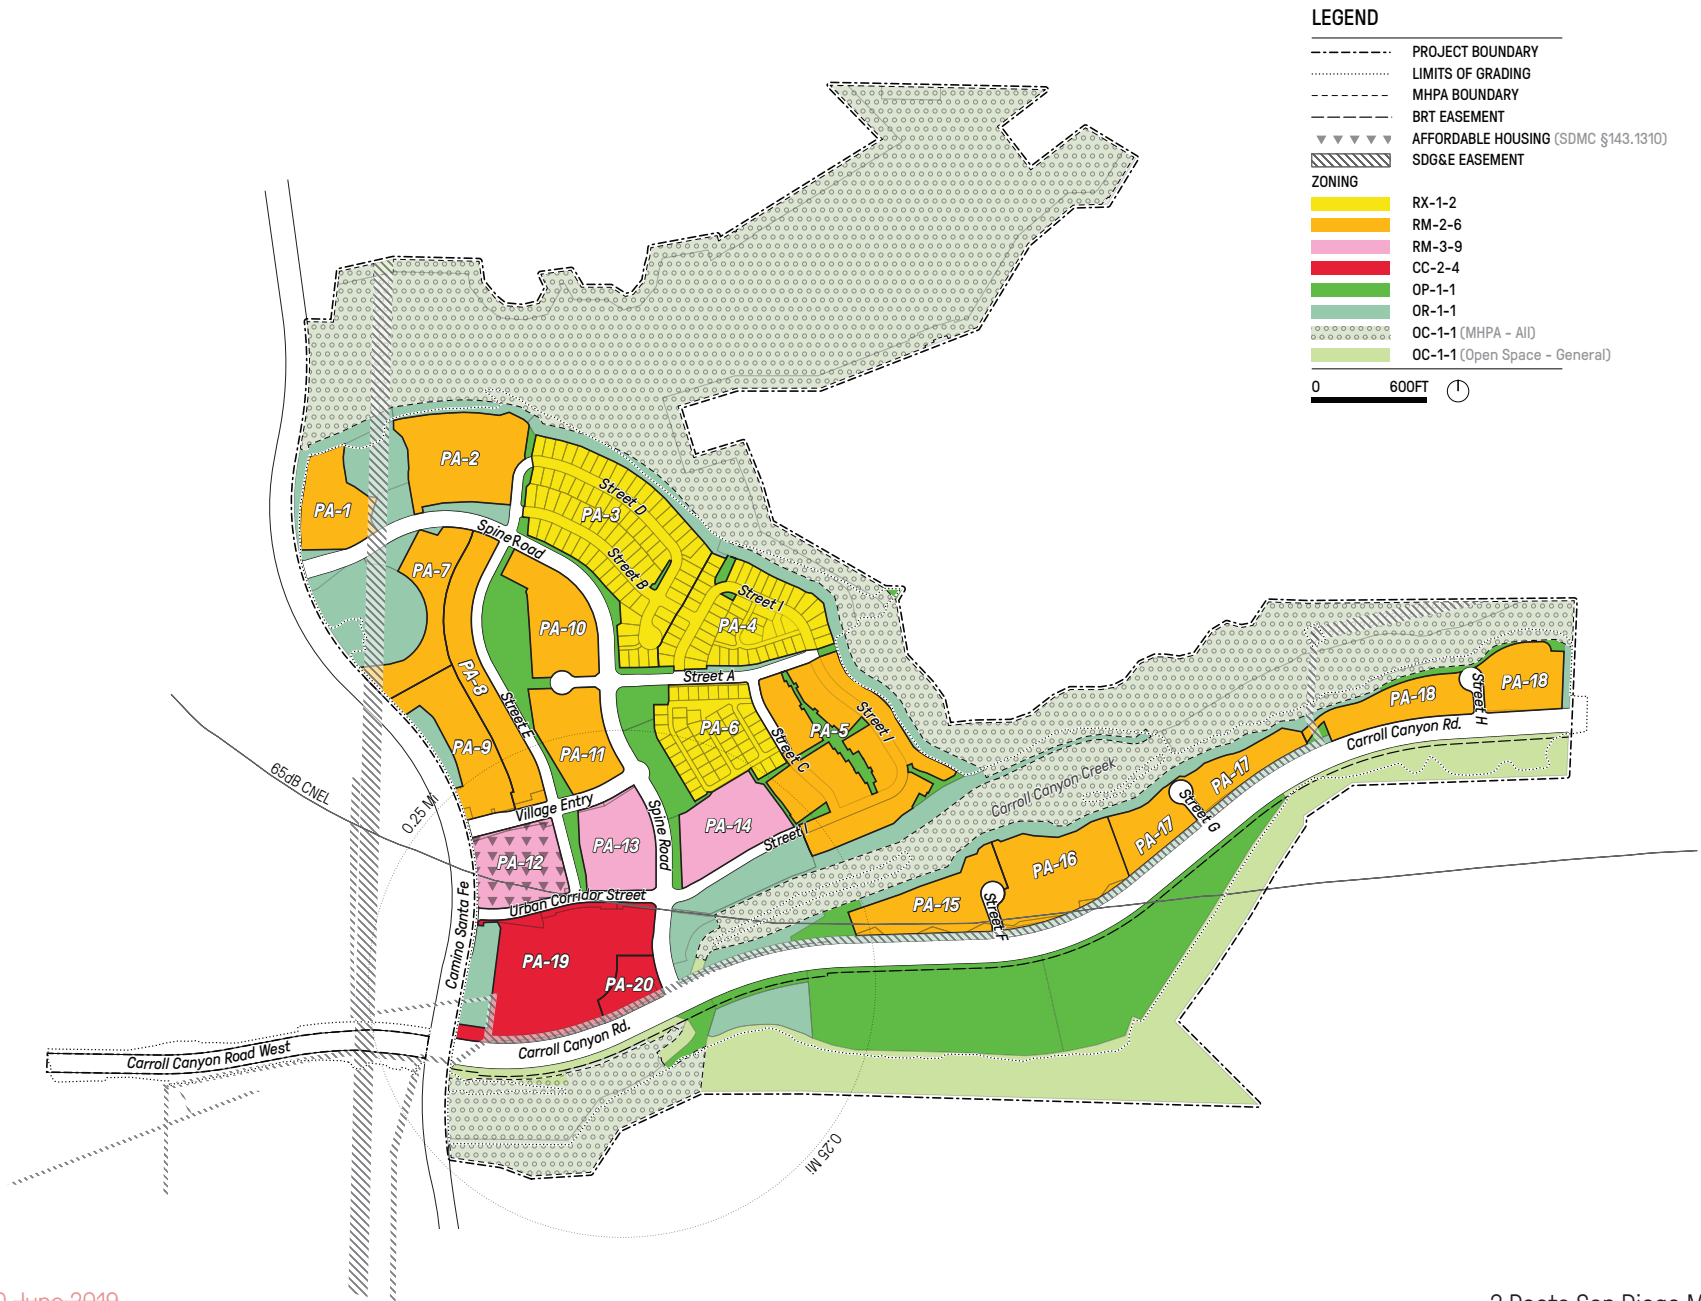 LEGEND
PROJECT BOUNDARY
LIMITS OF GRADING
MHPA BOUNDARY
BRT EASEMENT
AFFORDABLE HOUSING (SDMC §143.1310)
SDG&E EASEMENT
ZONING
RX-1-2
RM-2-6
RM-3-9
CC-2-4
OP-1-1
OR-1-1
OC-1-1 (MHPA - All)
OC-1-1 (Open Space - General)
0 600FT
PA-2
PA-1
Street D
PA-3
Spine Road
Street B
PA-7
Street I
PA-4
PA-10
PA-8
Street A
Street E
PA-6
PA-5
Street I
Street C
PA-9
PA-11
PA-18
PA-18
Street H
Carroll Canyon Rd.
65dB CNEL
0.25 Mi
Village Entry
Carroll Canyon Creek
PA-17
Street G
PA-17
PA-12
PA-13
Spine Road
PA-14
Street I
PA-16
PA-15
Street F
Urban Corridor Street
Camino Santa Fe
PA-19
PA-20
Carroll Canyon Rd.
Carroll Canyon Road West
0.25 Mi
June 2019
San Diego